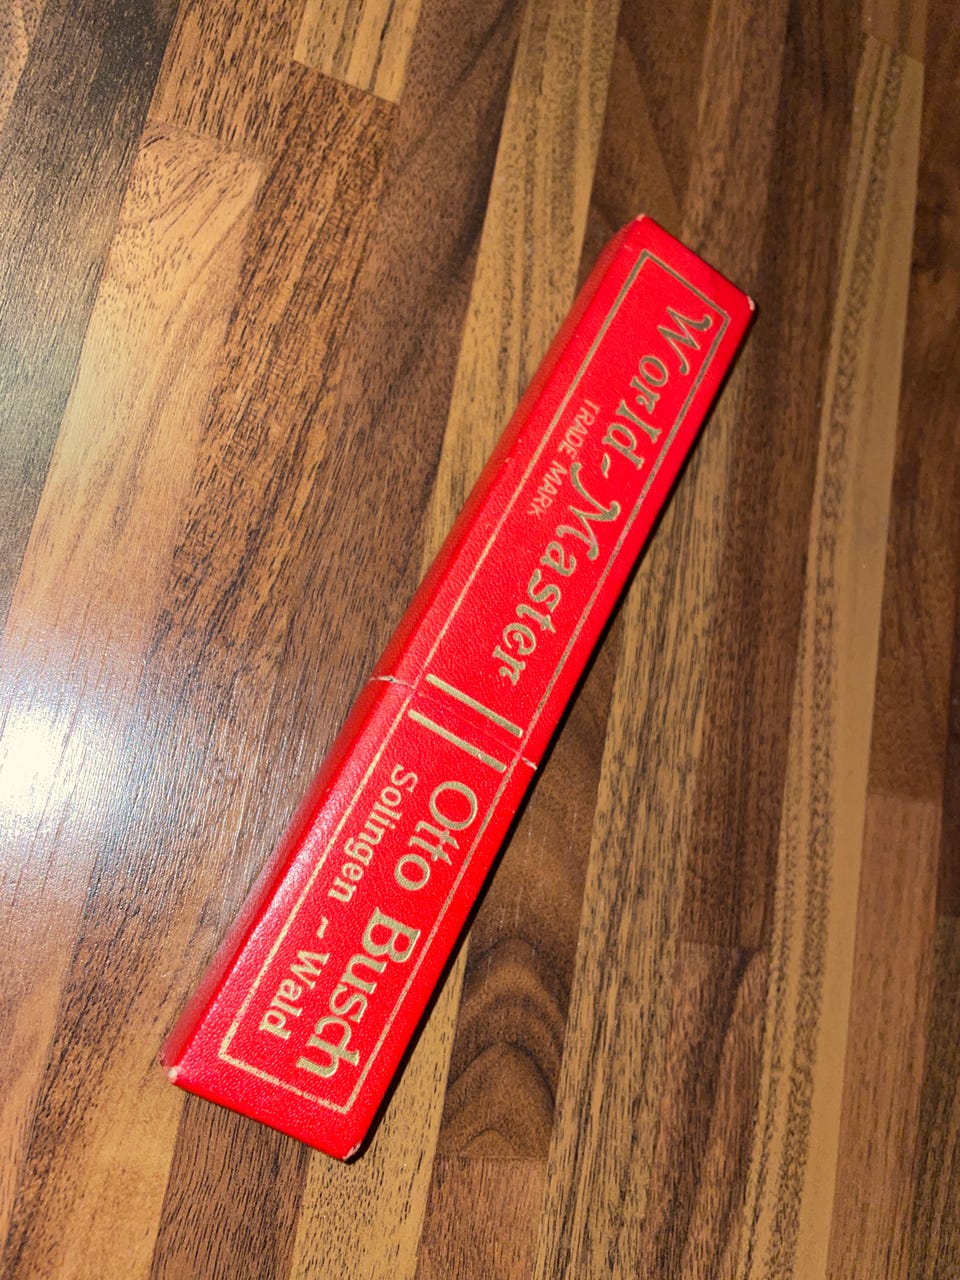 World-Master
TRADE MARK
Otto Busch
Solingen - Wald